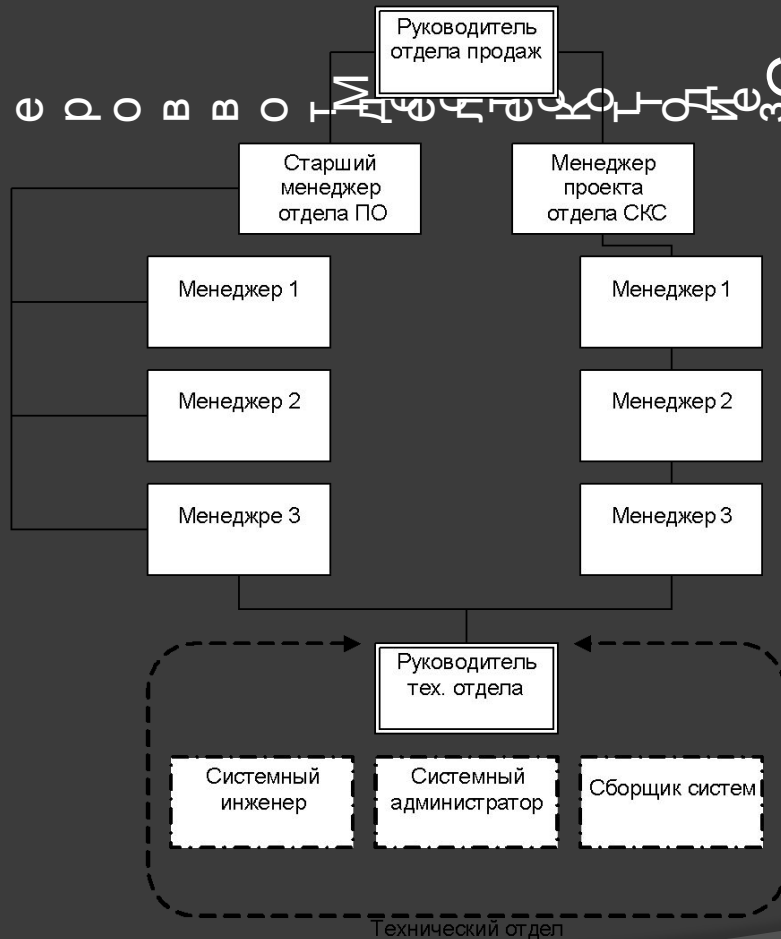 Руководитель
отдела продаж
Старший
менеджер
отдела ПО
Менеджер
проекта
отдела СКС
Менеджер 1
Менеджер 1
Менеджер 2
Менеджер 2
Менеджре 3
Менеджер 3
Руководитель
тех. отдела
Системный
инженер
Системный
администратор
Сборщик систем
Технический отдел